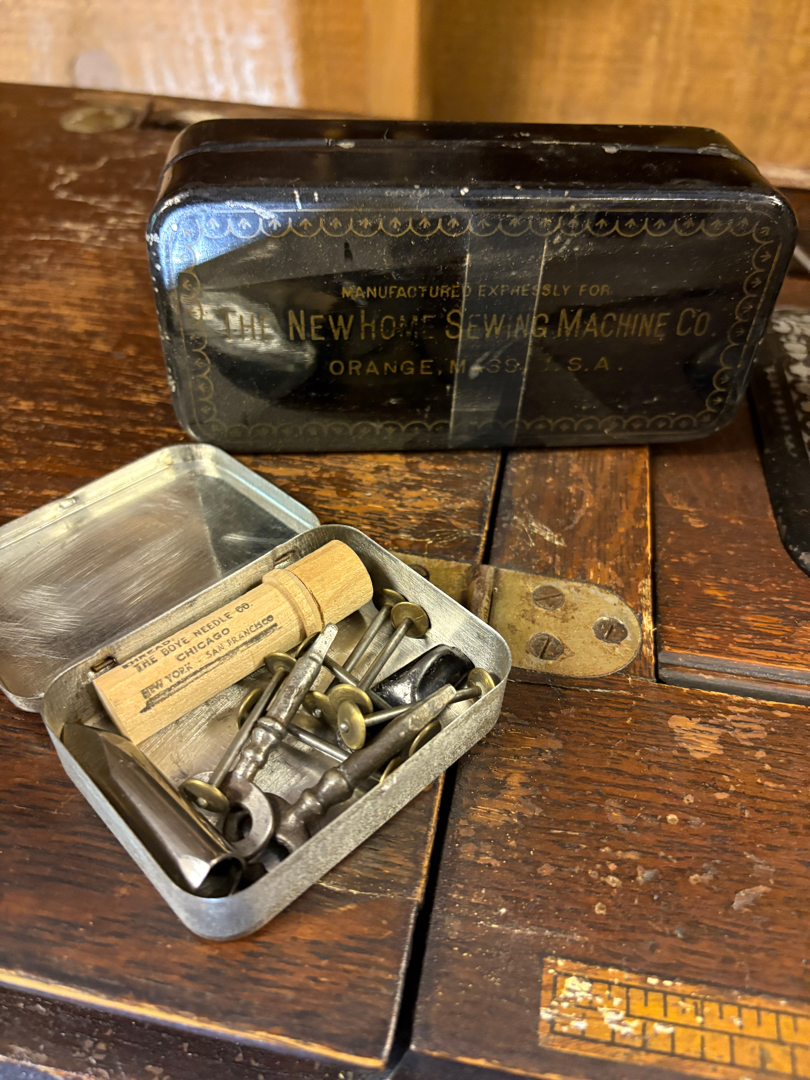 MANUFACTURED EXPRESSLY FOR
THE NEW HOME SEWING MACHINE CO.
ORANGE, MASS. U.S.A.
THE BOYE NEEDLE CO.
CHICAGO
NEW YORK - SAN FRANCISCO